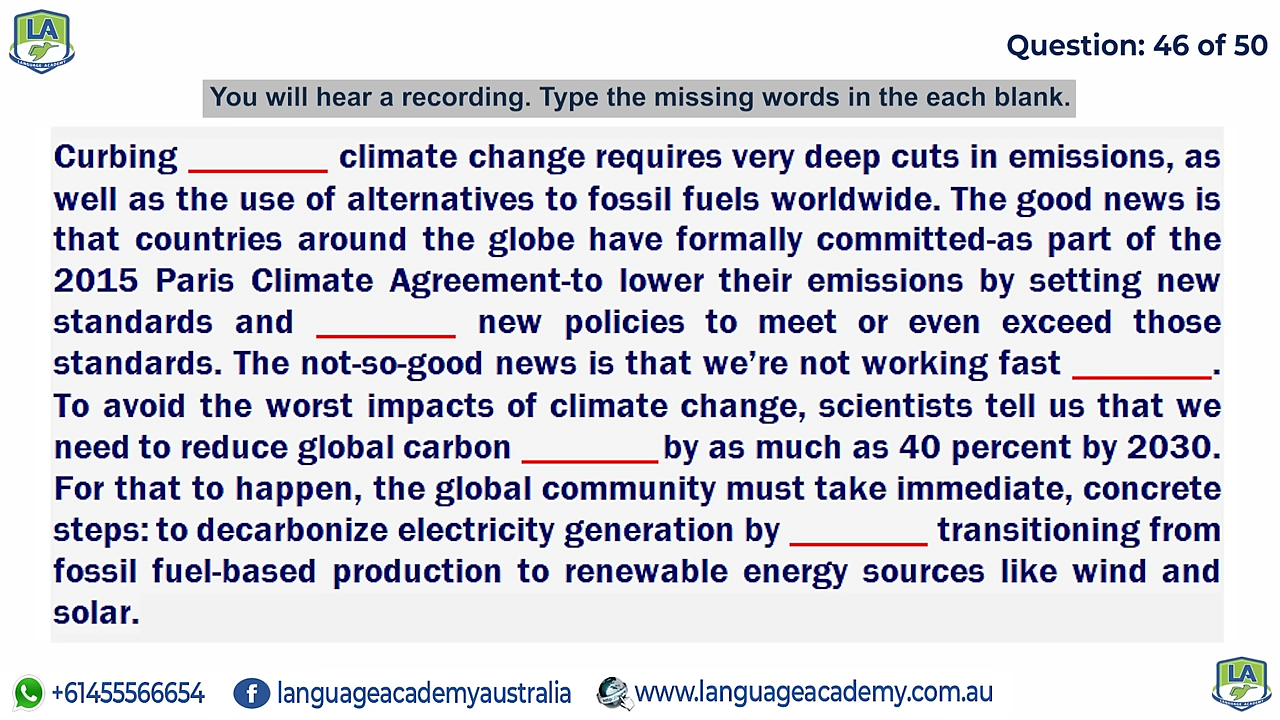 LA
LANGUAGE ACADEMY
Question: 46 of 50
You will hear a recording. Type the missing words in the each blank.
Curbing ________ climate change requires very deep cuts in emissions, as
well as the use of alternatives to fossil fuels worldwide. The good news is
that countries around the globe have formally committed-as part of the
2015 Paris Climate Agreement-to lower their emissions by setting new
standards and ________ new policies to meet or even exceed those
standards. The not-so-good news is that we’re not working fast ________.
To avoid the worst impacts of climate change, scientists tell us that we
need to reduce global carbon ________ by as much as 40 percent by 2030.
For that to happen, the global community must take immediate, concrete
steps: to decarbonize electricity generation by ________ transitioning from
fossil fuel-based production to renewable energy sources like wind and
solar.
+61455566654 languageacademyaustralia www.languageacademy.com.au
LA